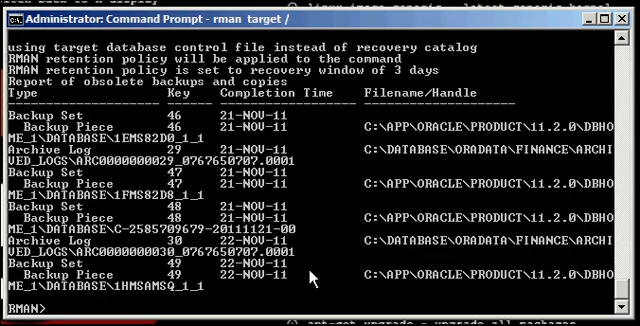 Administrator: Command Prompt - rman target /
using target database control file instead of recovery catalog
RMAN retention policy will be applied to the command
RMAN retention policy is set to recovery window of 3 days
Report of obsolete backups and copies
Type Key Completion Time Filename/Handle
-------------------- ------ ------------------ --------------------
Backup Set 46 21-NOV-11
Backup Piece 46 21-NOV-11 C:\APP\ORACLE\PRODUCT\11.2.0\DBHO
ME_1\DATABASE\1EMS82D0_1_1
Archive Log 29 21-NOV-11 C:\DATABASE\ORADATA\FINANCE\ARCHI
VED_LOGS\ARC0000000029_0767650707.0001
Backup Set 47 21-NOV-11
Backup Piece 47 21-NOV-11 C:\APP\ORACLE\PRODUCT\11.2.0\DBHO
ME_1\DATABASE\1FMS82D8_1_1
Backup Set 48 21-NOV-11
Backup Piece 48 21-NOV-11 C:\APP\ORACLE\PRODUCT\11.2.0\DBHO
ME_1\DATABASE\C-2585709679-20111121-00
Archive Log 30 22-NOV-11 C:\DATABASE\ORADATA\FINANCE\ARCHI
VED_LOGS\ARC0000000030_0767650707.0001
Backup Set 49 22-NOV-11
Backup Piece 49 22-NOV-11 C:\APP\ORACLE\PRODUCT\11.2.0\DBHO
ME_1\DATABASE\1HMSAMSQ_1_1
RMAN>